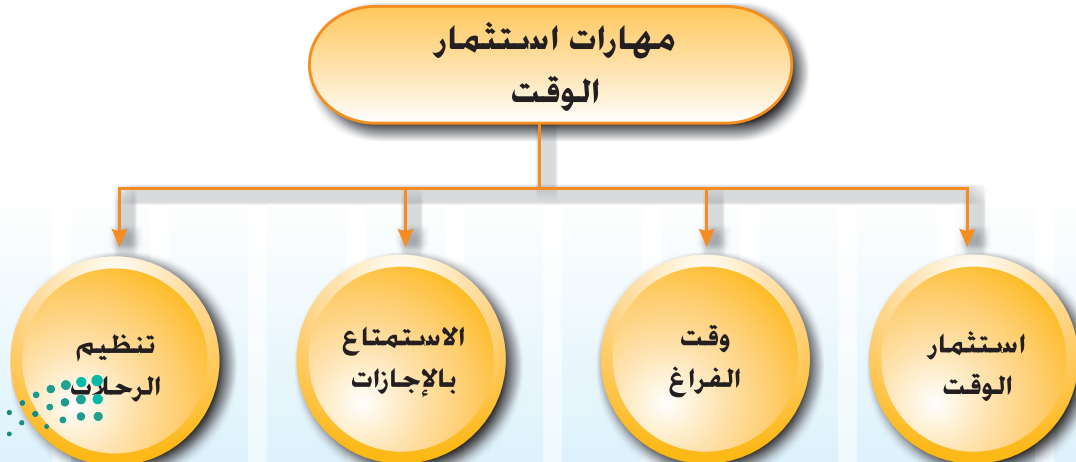 مهارات استثمار
الوقت
استثمار
الوقت
وقت
الفراغ
الاستمتاع
بالإجازات
تنظيم
الرحلات